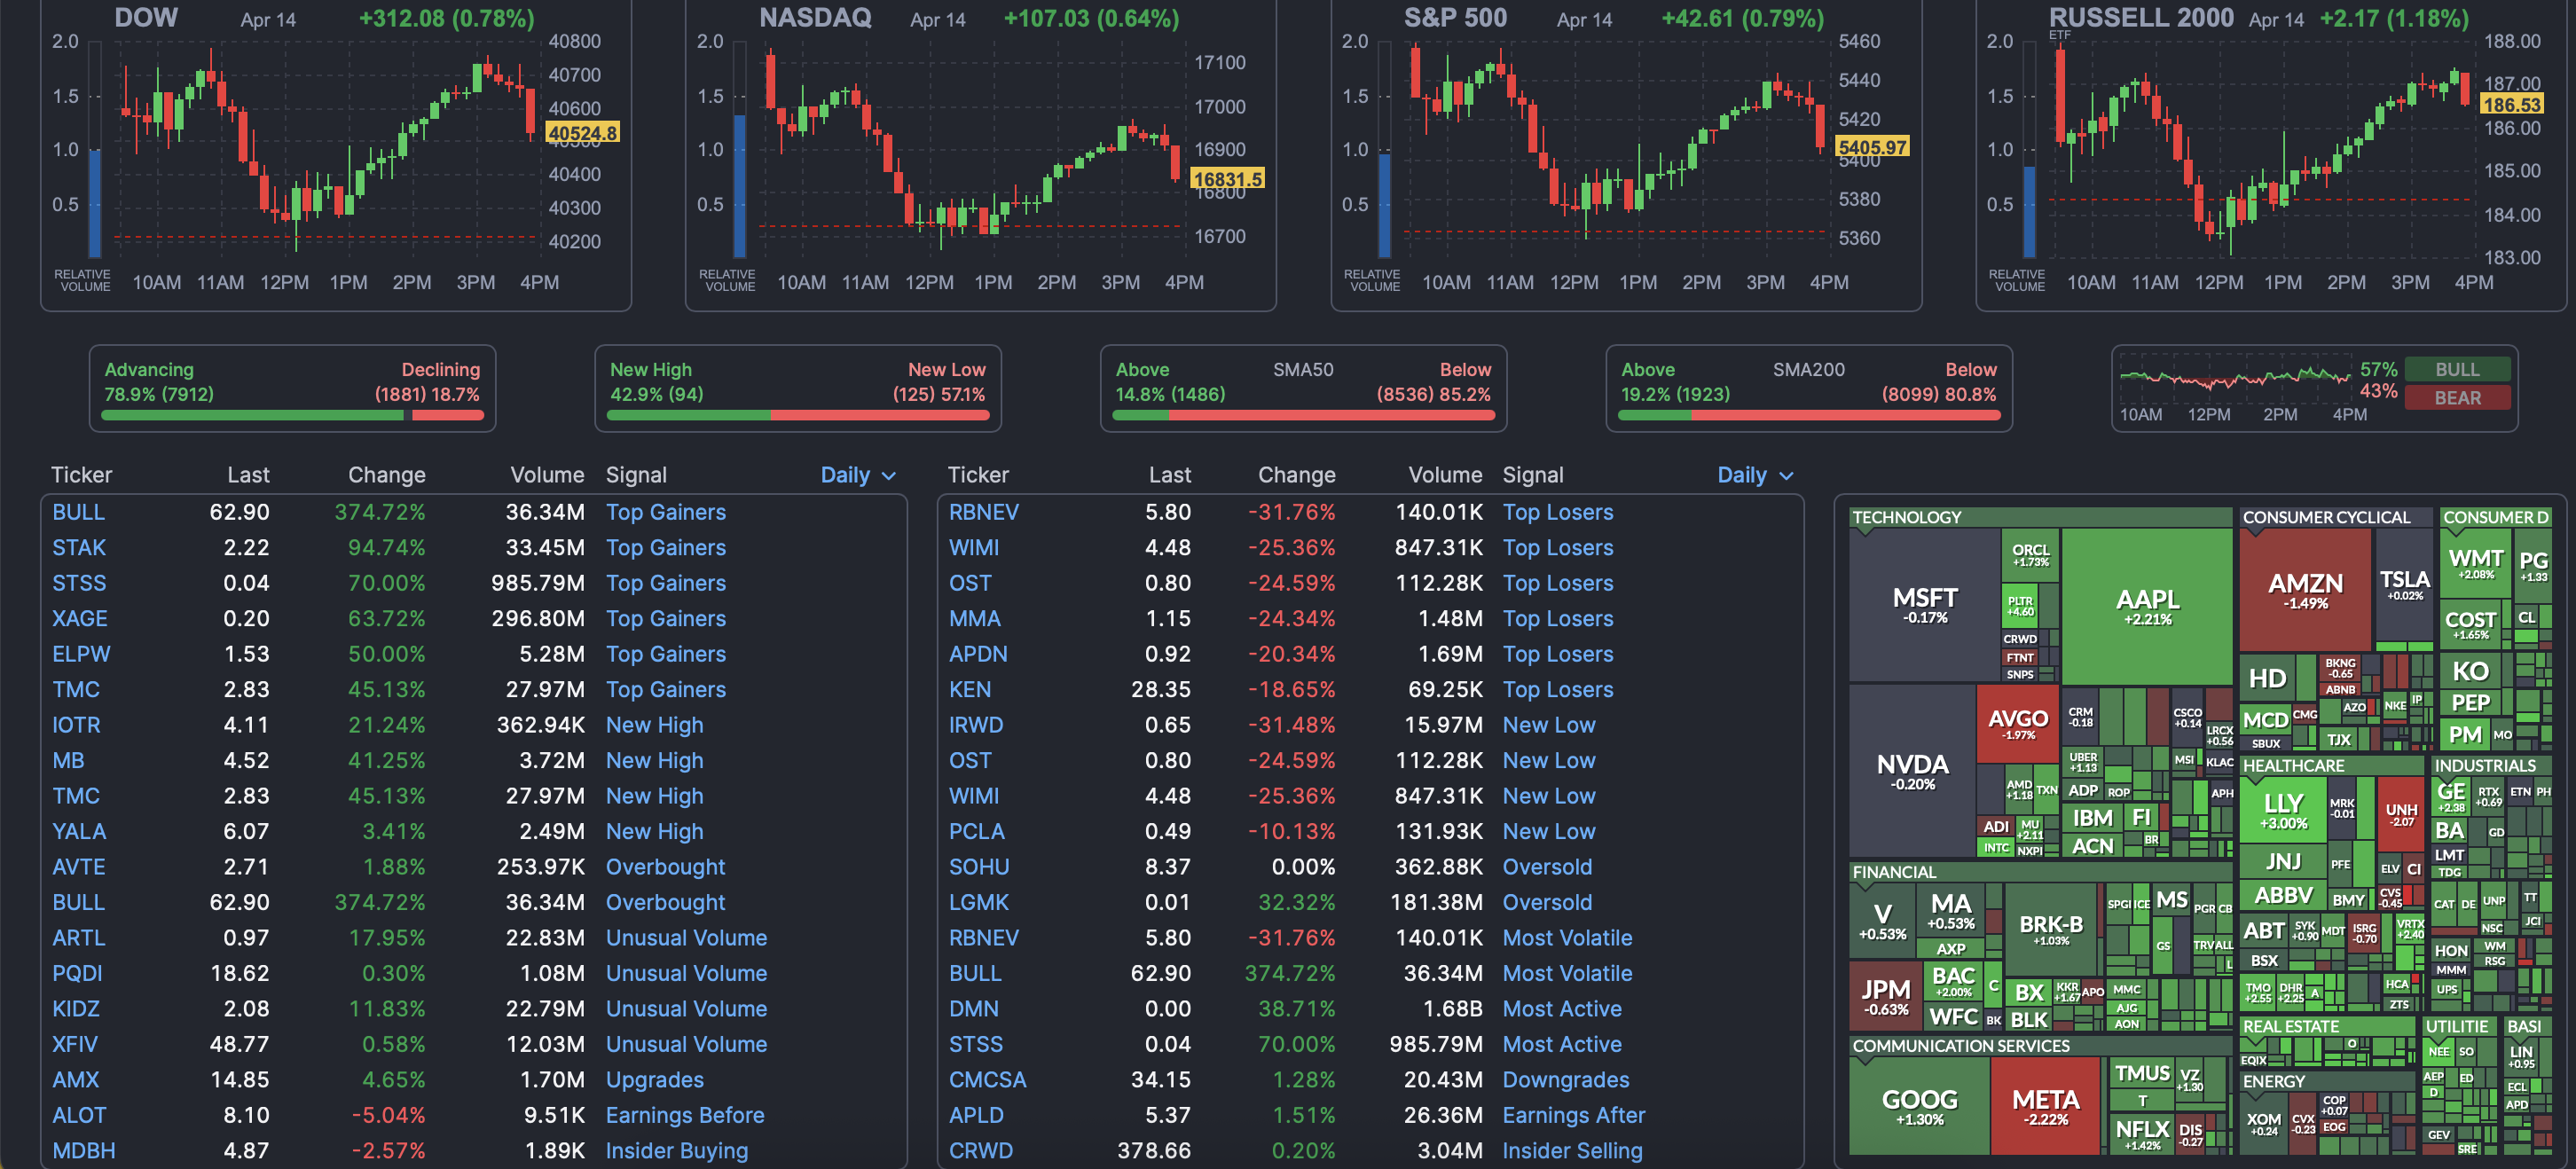 DOW Apr 14 +312.08 (0.78%)
2.0 1.5 1.0 0.5
40800
40700
40600
40524.8
40500
40400
40300
40200
RELATIVE VOLUME
10AM 11AM 12PM 1PM 2PM 3PM 4PM
NASDAQ Apr 14 +107.03 (0.64%)
2.0 1.5 1.0 0.5
17100
17000
16900
16831.5
16800
16700
RELATIVE VOLUME
10AM 11AM 12PM 1PM 2PM 3PM 4PM
S&P 500 Apr 14 +42.61 (0.79%)
2.0 1.5 1.0 0.5
5460
5440
5420
5405.97
5400
5380
5360
RELATIVE VOLUME
10AM 11AM 12PM 1PM 2PM 3PM 4PM
RUSSELL 2000 Apr 14 +2.17 (1.18%)
ETF
2.0 1.5 1.0 0.5
188.00
187.00
186.53
186.00
185.00
184.00
183.00
RELATIVE VOLUME
10AM 11AM 12PM 1PM 2PM 3PM 4PM
Advancing Declining
78.9% (7912) (1881) 18.7%
New High New Low
42.9% (94) (125) 57.1%
Above SMA50 Below
14.8% (1486) (8536) 85.2%
Above SMA200 Below
19.2% (1923) (8099) 80.8%
57% BULL
43% BEAR
10AM 12PM 2PM 4PM
Ticker Last Change Volume Signal Daily
BULL 62.90 374.72% 36.34M Top Gainers
STAK 2.22 94.74% 33.45M Top Gainers
STSS 0.04 70.00% 985.79M Top Gainers
XAGE 0.20 63.72% 296.80M Top Gainers
ELPW 1.53 50.00% 5.28M Top Gainers
TMC 2.83 45.13% 27.97M Top Gainers
IOTR 4.11 21.24% 362.94K New High
MB 4.52 41.25% 3.72M New High
TMC 2.83 45.13% 27.97M New High
YALA 6.07 3.41% 2.49M New High
AVTE 2.71 1.88% 253.97K Overbought
BULL 62.90 374.72% 36.34M Overbought
ARTL 0.97 17.95% 22.83M Unusual Volume
PQDI 18.62 0.30% 1.08M Unusual Volume
KIDZ 2.08 11.83% 22.79M Unusual Volume
XFIV 48.77 0.58% 12.03M Unusual Volume
AMX 14.85 4.65% 1.70M Upgrades
ALOT 8.10 -5.04% 9.51K Earnings Before
MDBH 4.87 -2.57% 1.89K Insider Buying
Ticker Last Change Volume Signal Daily
RBNEV 5.80 -31.76% 140.01K Top Losers
WIMI 4.48 -25.36% 847.31K Top Losers
OST 0.80 -24.59% 112.28K Top Losers
MMA 1.15 -24.34% 1.48M Top Losers
APDN 0.92 -20.34% 1.69M Top Losers
KEN 28.35 -18.65% 69.25K Top Losers
IRWD 0.65 -31.48% 15.97M New Low
OST 0.80 -24.59% 112.28K New Low
WIMI 4.48 -25.36% 847.31K New Low
PCLA 0.49 -10.13% 131.93K New Low
SOHU 8.37 0.00% 362.88K Oversold
LGMK 0.01 32.32% 181.38M Oversold
RBNEV 5.80 -31.76% 140.01K Most Volatile
BULL 62.90 374.72% 36.34M Most Volatile
DMN 0.00 38.71% 1.68B Most Active
STSS 0.04 70.00% 985.79M Most Active
CMCSA 34.15 1.28% 20.43M Downgrades
APLD 5.37 1.51% 26.36M Earnings After
CRWD 378.66 0.20% 3.04M Insider Selling
TECHNOLOGY
MSFT
-0.17%
ORCL
+1.73%
PLTR
+4.60
CRWD
FTNT
SNPS
AAPL
+2.21%
NVDA
-0.20%
AVGO
-1.97%
AMD
+1.18
TXN
ADI
MU
+2.11
INTC
NXPI
CRM
-0.18
CSCO
+0.14
LRCX
+0.56
UBER
+1.13
MSI
KLAC
ADP
ROP
APH
IBM
FI
ACN
BR
CONSUMER CYCLICAL
AMZN
-1.49%
TSLA
+0.02%
HD
BKNG
-0.65
ABNB
MCD
CMG
AZO
NKE
IP
SBUX
TJX
CONSUMER D
WMT
+2.08%
PG
+1.33
COST
+1.65%
CL
KO
PEP
PM
MO
HEALTHCARE
LLY
+3.00%
MRK
-0.01
UNH
-2.07
JNJ
PFE
ELV
CI
ABBV
BMY
CVS
-0.45
ABT
SYK
+0.90
MDT
ISRG
-0.70
VRTX
+2.40
BSX
TMO
+2.55
DHR
+2.25
A
HCA
ZTS
INDUSTRIALS
GE
+2.38
RTX
+0.69
ETN
PH
BA
GD
LMT
TDG
CAT
DE
UNP
TT
NSC
JCI
HON
WM
MMM
RSG
UPS
FINANCIAL
V
+0.53%
MA
+0.53%
AXP
BRK-B
+1.03%
SPGI
ICE
MS
PGR
CB
GS
TRV
ALL
L
JPM
-0.63%
BAC
+2.00%
C
WFC
BK
BX
KKR
+1.67
APO
MMC
BLK
AJG
AON
COMMUNICATION SERVICES
GOOG
+1.30%
META
-2.22%
TMUS
VZ
+1.30
T
NFLX
+1.42%
DIS
-0.27
REAL ESTATE
O
EQIX
ENERGY
XOM
+0.24
CVX
-0.23
COP
+0.07
EOG
UTILITIE
NEE
SO
AEP
ED
D
GEV
SRE
BASI
LIN
+0.95
ECL
APD